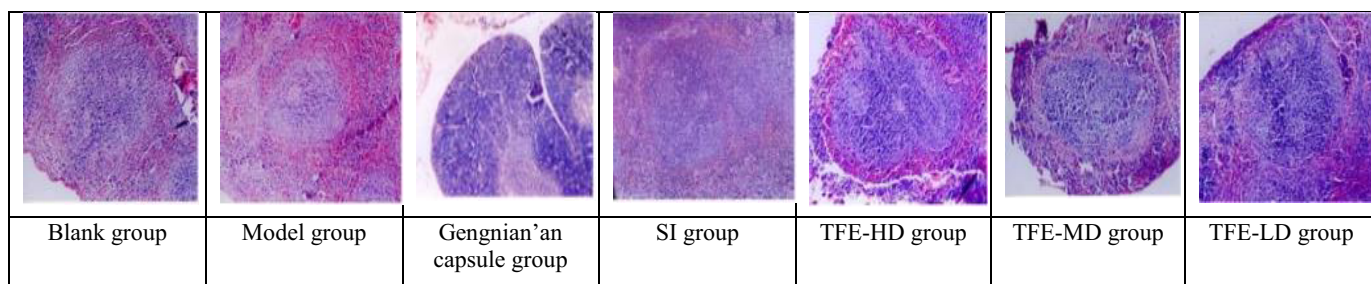 Blank group
Model group
Gengnian’an
capsule group
SI group
TFE-HD group
TFE-MD group
TFE-LD group